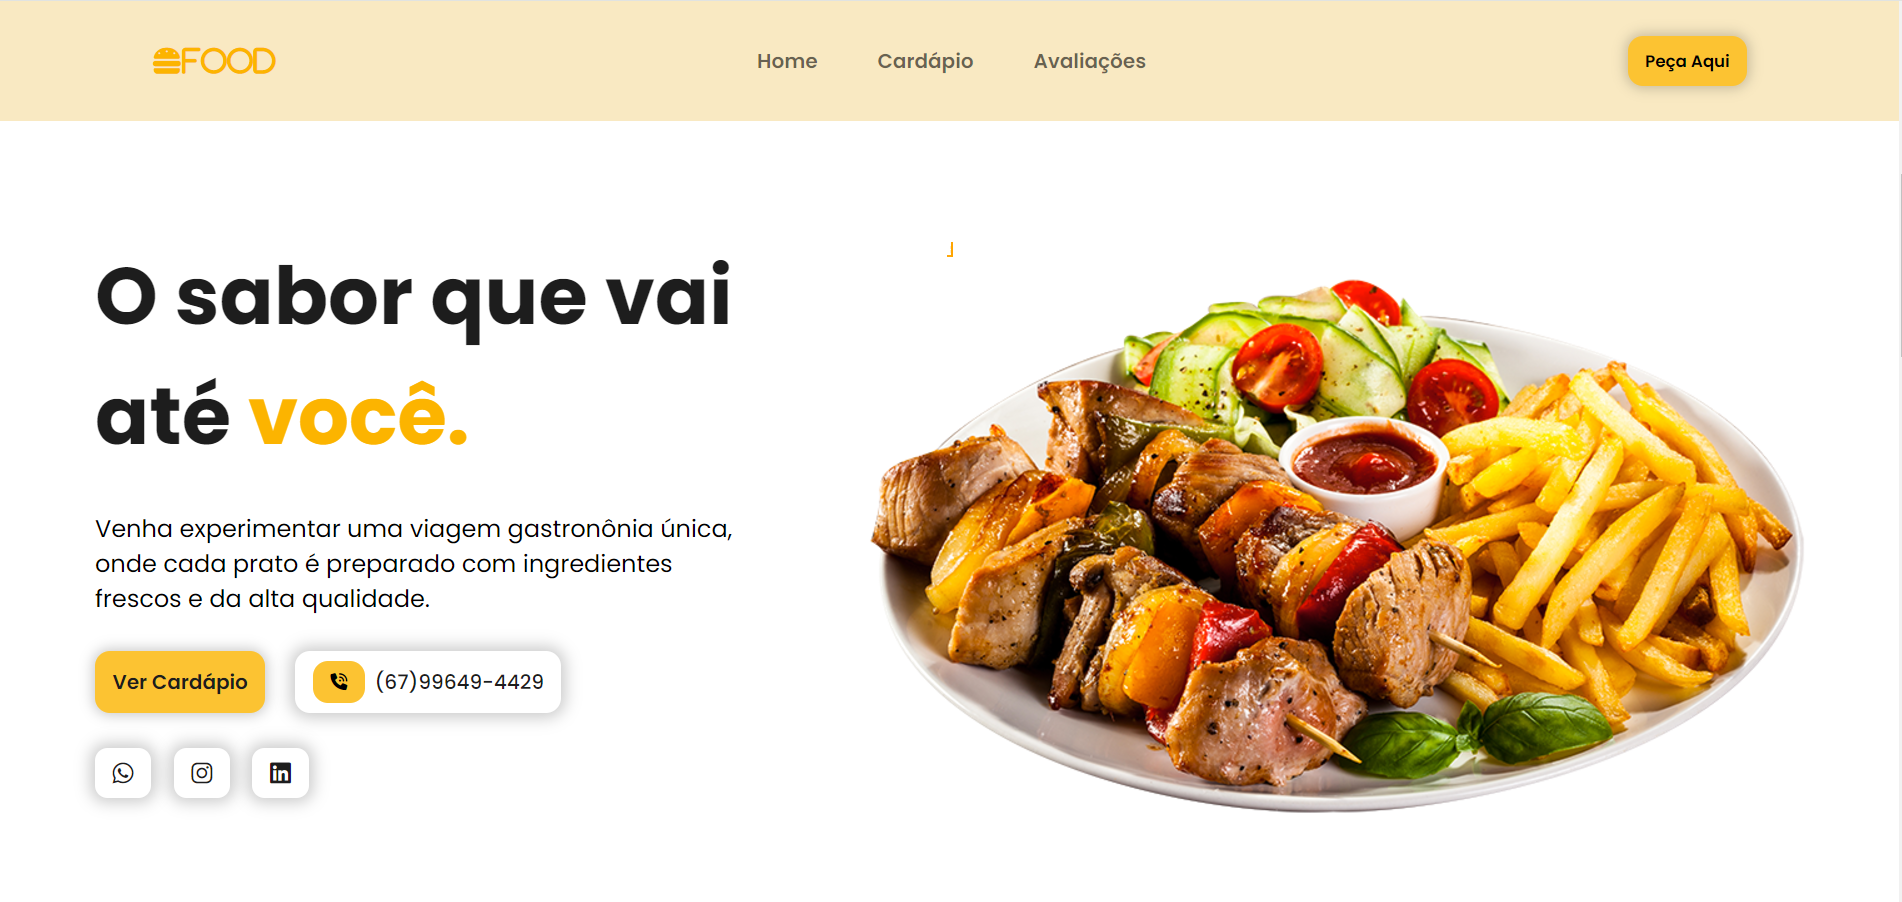 FOOD
Home
Cardápio
Avaliações
Peça Aqui
O sabor que vai
até você.
Venha experimentar uma viagem gastronônia única,
onde cada prato é preparado com ingredientes
frescos e da alta qualidade.
Ver Cardápio
(67)99649-4429